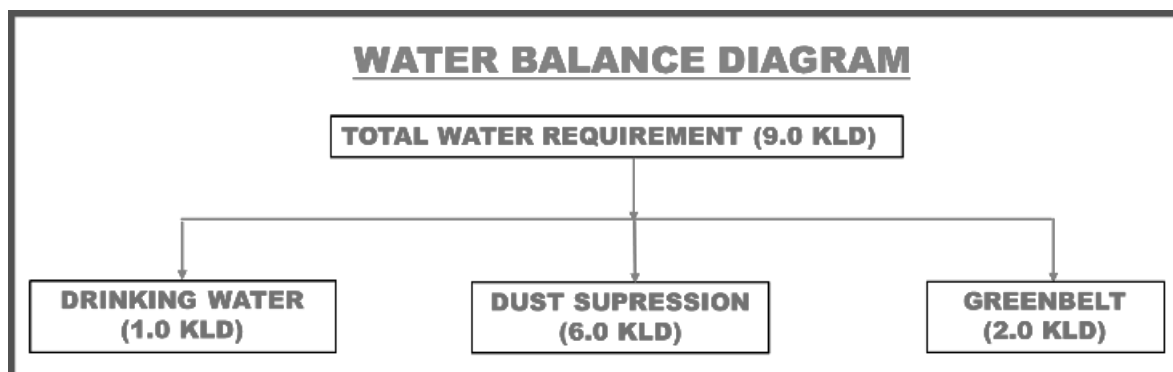 WATER BALANCE DIAGRAM
TOTAL WATER REQUIREMENT (9.0 KLD)
DRINKING WATER
(1.0 KLD)
DUST SUPRESSION
(6.0 KLD)
GREENBELT
(2.0 KLD)